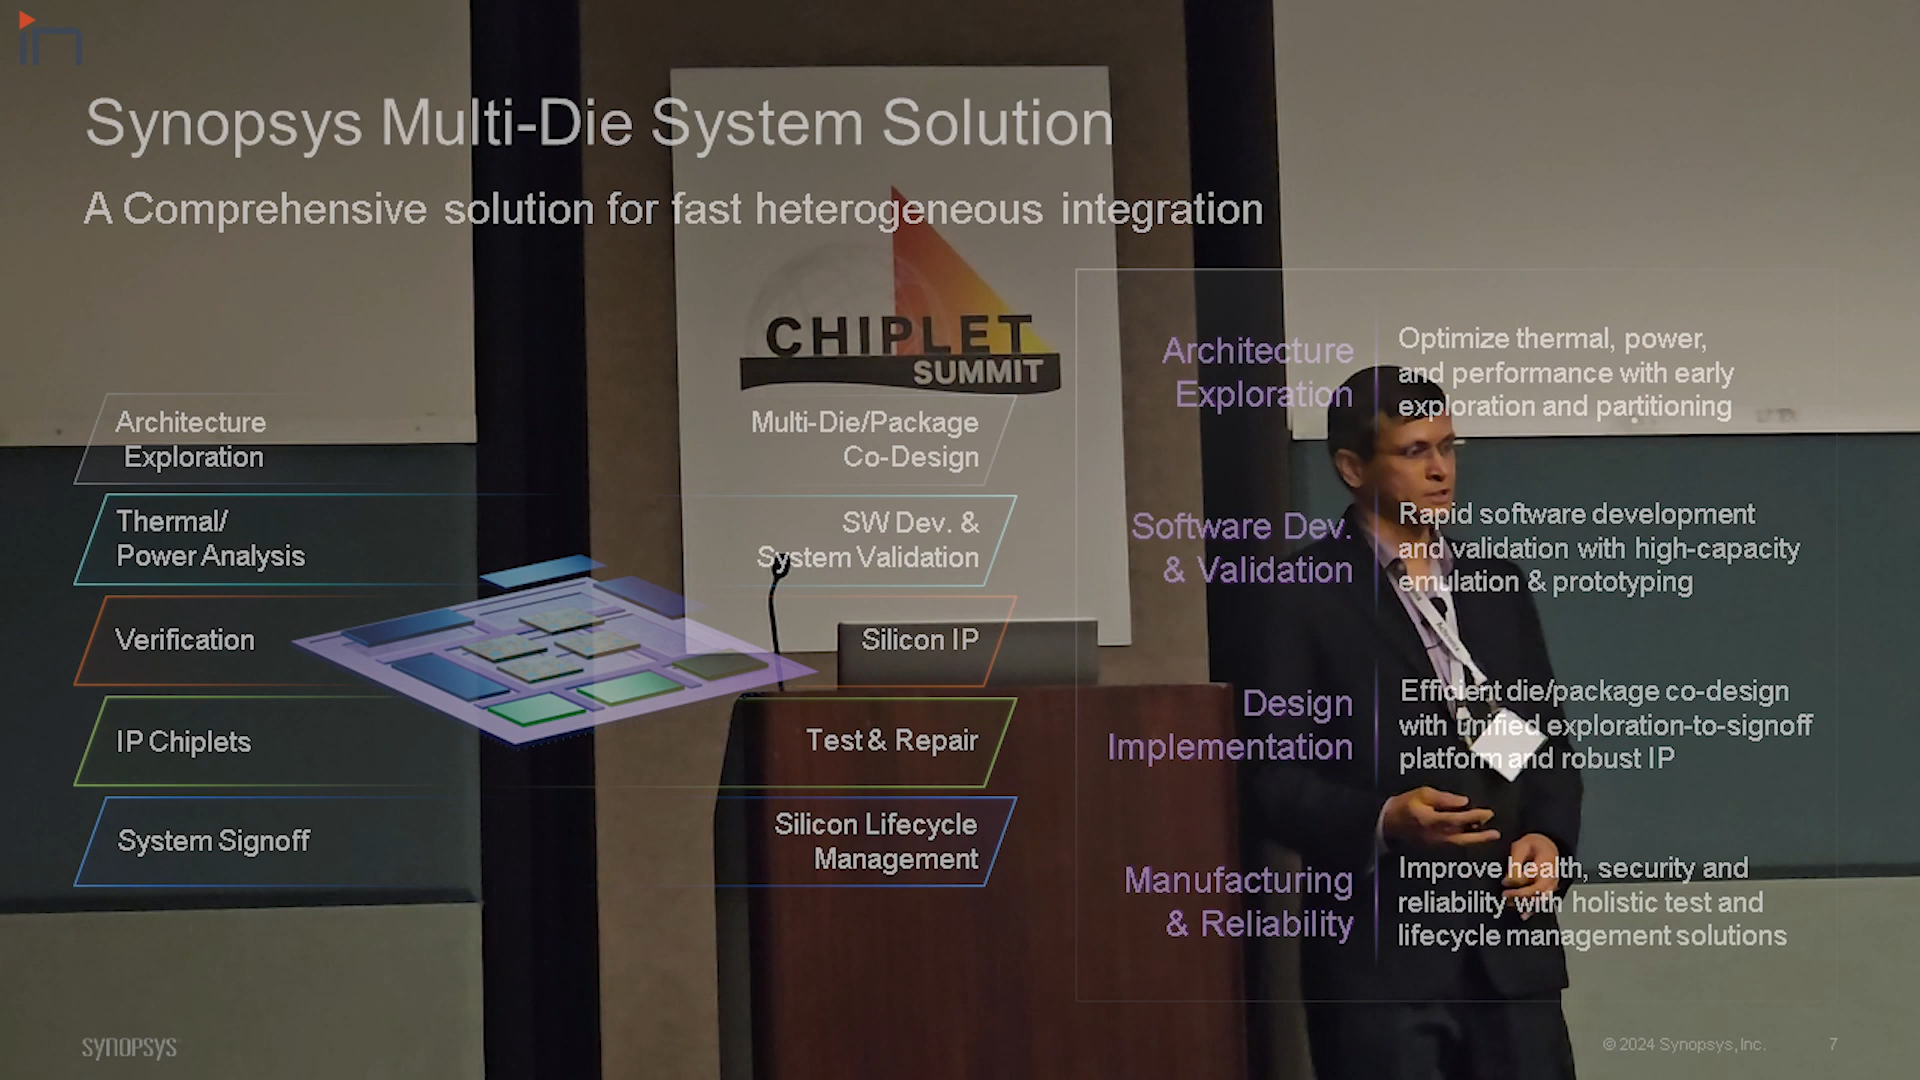 in
Synopsys Multi-Die System Solution
A Comprehensive solution for fast heterogeneous integration
CHIPLET
SUMMIT
Architecture
Exploration
Thermal/
Power Analysis
Verification
IP Chiplets
System Signoff
Multi-Die/Package
Co-Design
SW Dev. &
System Validation
Silicon IP
Test & Repair
Silicon Lifecycle
Management
Architecture
Exploration
Optimize thermal, power,
and performance with early
exploration and partitioning
Software Dev.
& Validation
Rapid software development
and validation with high-capacity
emulation & prototyping
Design
Implementation
Efficient die/package co-design
with unified exploration-to-signoff
platform and robust IP
Manufacturing
& Reliability
Improve health, security and
reliability with holistic test and
lifecycle management solutions
SYNOPSYS
© 2024 Synopsys, Inc.
7